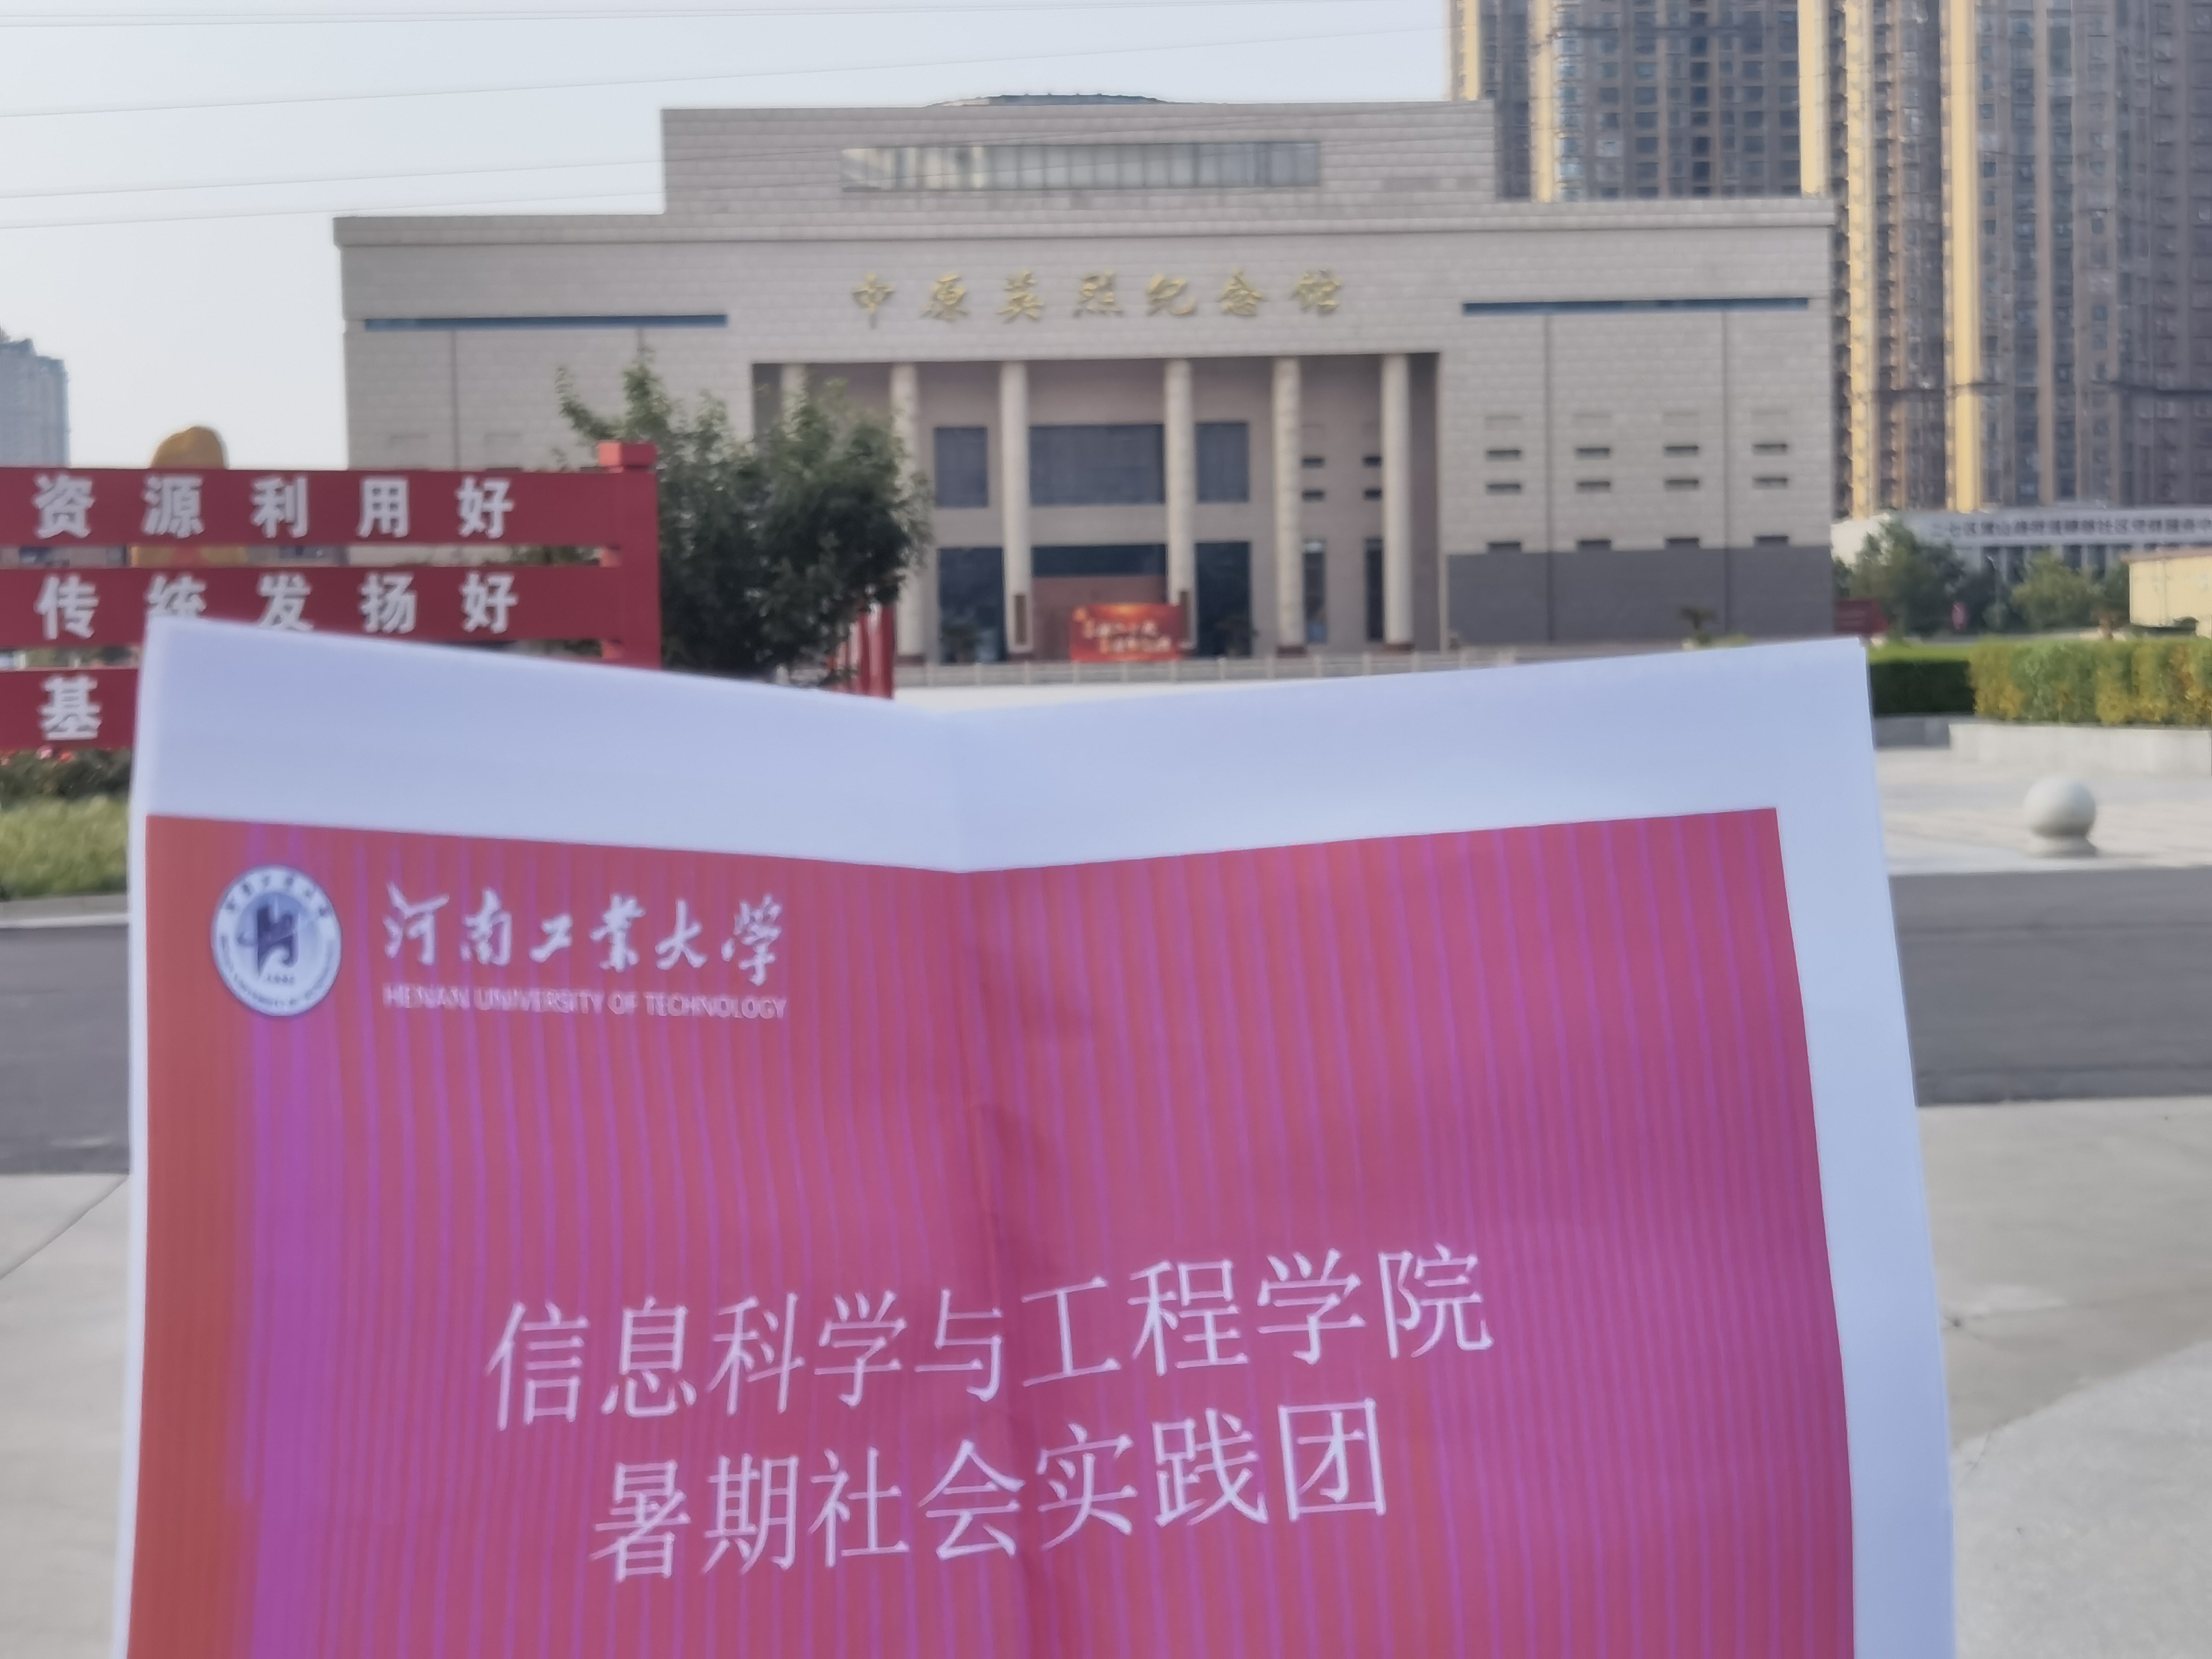 中原英烈纪念馆
资源利用好
传统发扬好
基
河南工业大学
HENAN UNIVERSITY OF TECHNOLOGY
信息科学与工程学院
暑期社会实践团